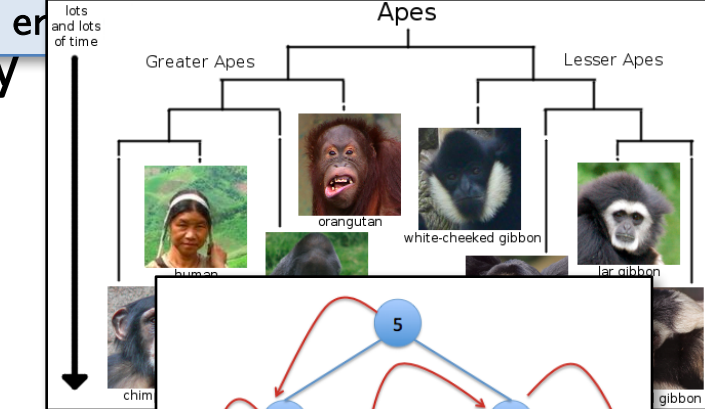 lots
and lots
of time
er
y
Apes
Greater Apes
Lesser Apes
orangutan
white-cheeked gibbon
human
lar gibbon
chim
gibbon
5